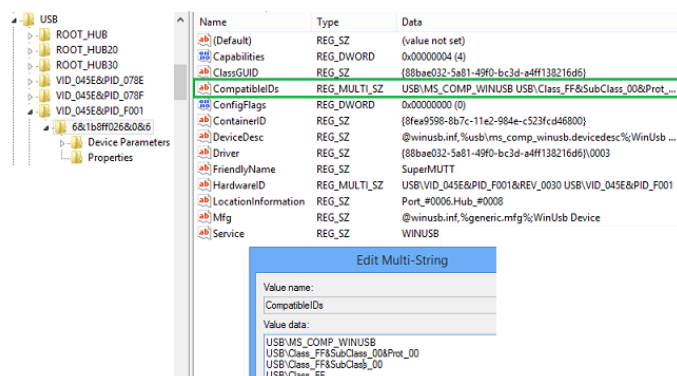 USB
ROOT_HUB
ROOT_HUB20
ROOT_HUB30
VID_045E&PID_078E
VID_045E&PID_078F
VID_045E&PID_F001
6&1b8ff026&0&6
Device Parameters
Properties
Name Type Data
(Default) REG_SZ (value not set)
Capabilities REG_DWORD 0x00000004 (4)
ClassGUID REG_SZ {88bae032-5a81-49f0-bc3d-a4ff138216d6}
CompatibleIDs REG_MULTI_SZ USB\MS_COMP_WINUSB USB\Class_FF&SubClass_00&Prot_...
ConfigFlags REG_DWORD 0x00000000 (0)
ContainerID REG_SZ {8fea9598-8b7c-11e2-984e-c523fcd46800}
DeviceDesc REG_SZ @winusb.inf,%usb\ms_comp_winusb.devicedesc%;WinUsb ...
Driver REG_SZ {88bae032-5a81-49f0-bc3d-a4ff138216d6}\0003
FriendlyName REG_SZ SuperMUTT
HardwareID REG_MULTI_SZ USB\VID_045E&PID_F001&REV_0030 USB\VID_045E&PID_F001
LocationInformation REG_SZ Port_#0006.Hub_#0008
Mfg REG_SZ @winusb.inf,%generic.mfg%;WinUsb Device
Service REG_SZ WINUSB
Edit Multi-String
Value name:
CompatibleIDs
Value data:
USB\MS_COMP_WINUSB
USB\Class_FF&SubClass_00&Prot_00
USB\Class_FF&SubClass_00
USB\Class_FF